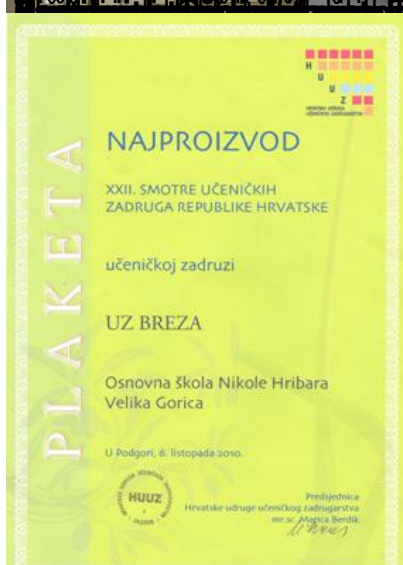 H
U
U
Z
PLAKETA
NAJPROIZVOD
XXII. SMOTRE UČENIČKIH
ZADRUGA REPUBLIKE HRVATSKE
učeničkoj zadruzi
UZ BREZA
Osnovna škola Nikole Hribara
Velika Gorica
U Podgori, 6. listopada 2010.
HUUZ
Predsjednica
Hrvatske udruge učeničkog zadrugarstva
mr.sc. Marica Berdik